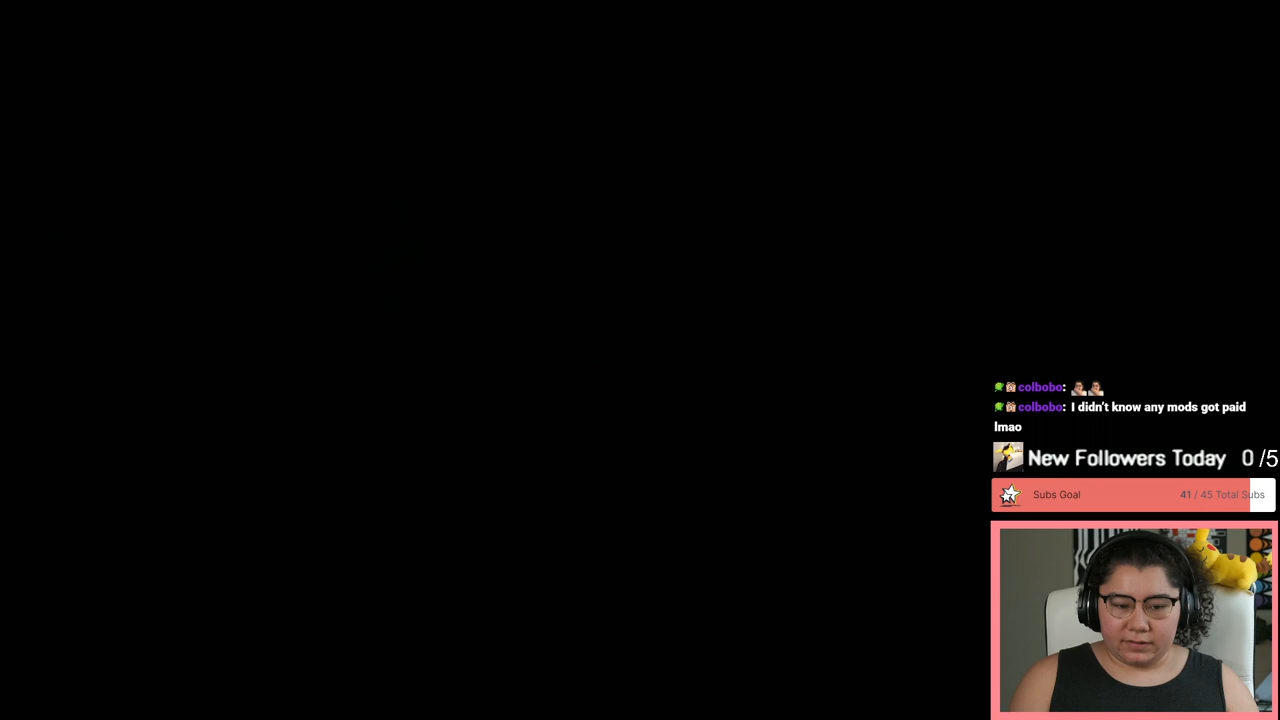 colbobo:
colbobo: I didn't know any mods got paid
lmao
New Followers Today 0 /5
Subs Goal 41 / 45 Total Subs